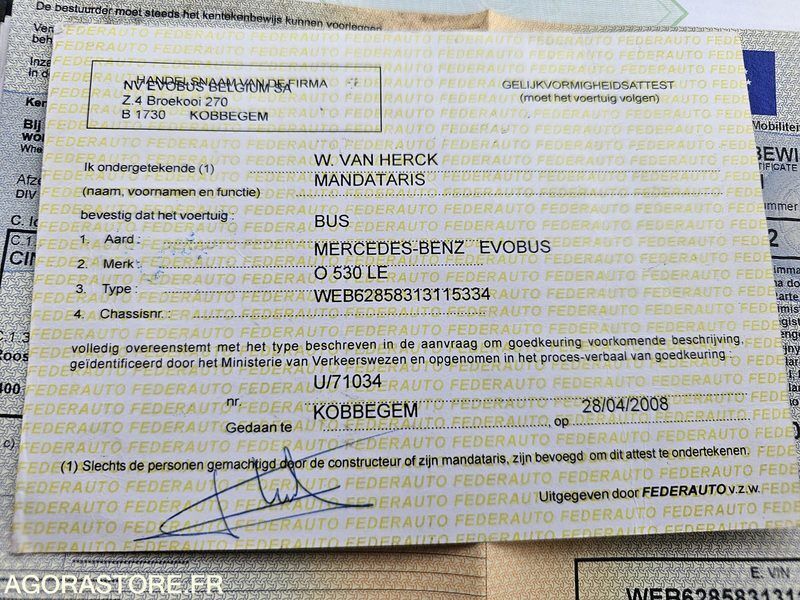 De bestuurder moet steeds het kentekenbewijs kunnen voorleggen
HANDELSNAAM VAN DE FIRMA
NV EVOBUS BELGIUM SA
Z.4 Broekooi 270
B 1730 KOBBEGEM
GELIJKVORMIGHEIDSATTEST
(moet het voertuig volgen)
Ik ondergetekende (1) W. VAN HERCK
(naam, voornamen en functie) MANDATARIS
bevestig dat het voertuig :
1. Aard : BUS
2. Merk : MERCEDES-BENZ EVOBUS
3. Type : O 530 LE
4. Chassisnr. : WEB62858313115334
volledig overeenstemt met het type beschreven in de aanvraag om goedkeuring voorkomende beschrijving,
geïdentificeerd door het Ministerie van Verkeerswezen en opgenomen in het proces-verbaal van goedkeuring :
nr. U/71034
Gedaan te KOBBEGEM op 28/04/2008
(1) Slechts de personen gemachtigd door de constructeur of zijn mandataris, zijn bevoegd om dit attest te ondertekenen.
Uitgegeven door FEDERAUTO v.z.w.
E. VIN
WEB6285831311
AGORASTORE.FR